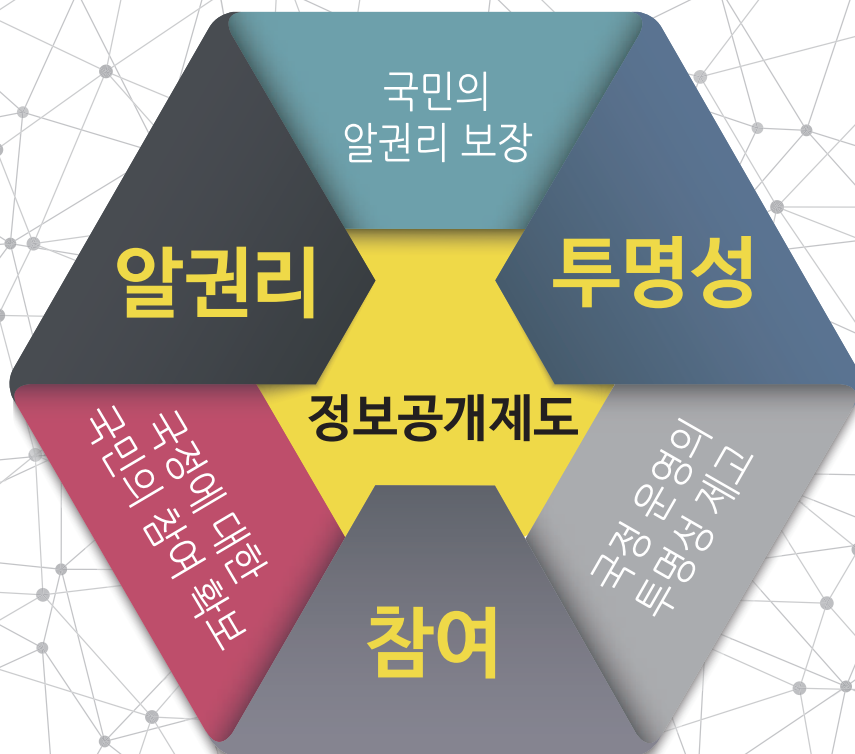 국민의
알권리 보장
알권리
투명성
정보공개제도
국정에 대한
국민의 참여 확보
국정 운영의
투명성 제고
참여